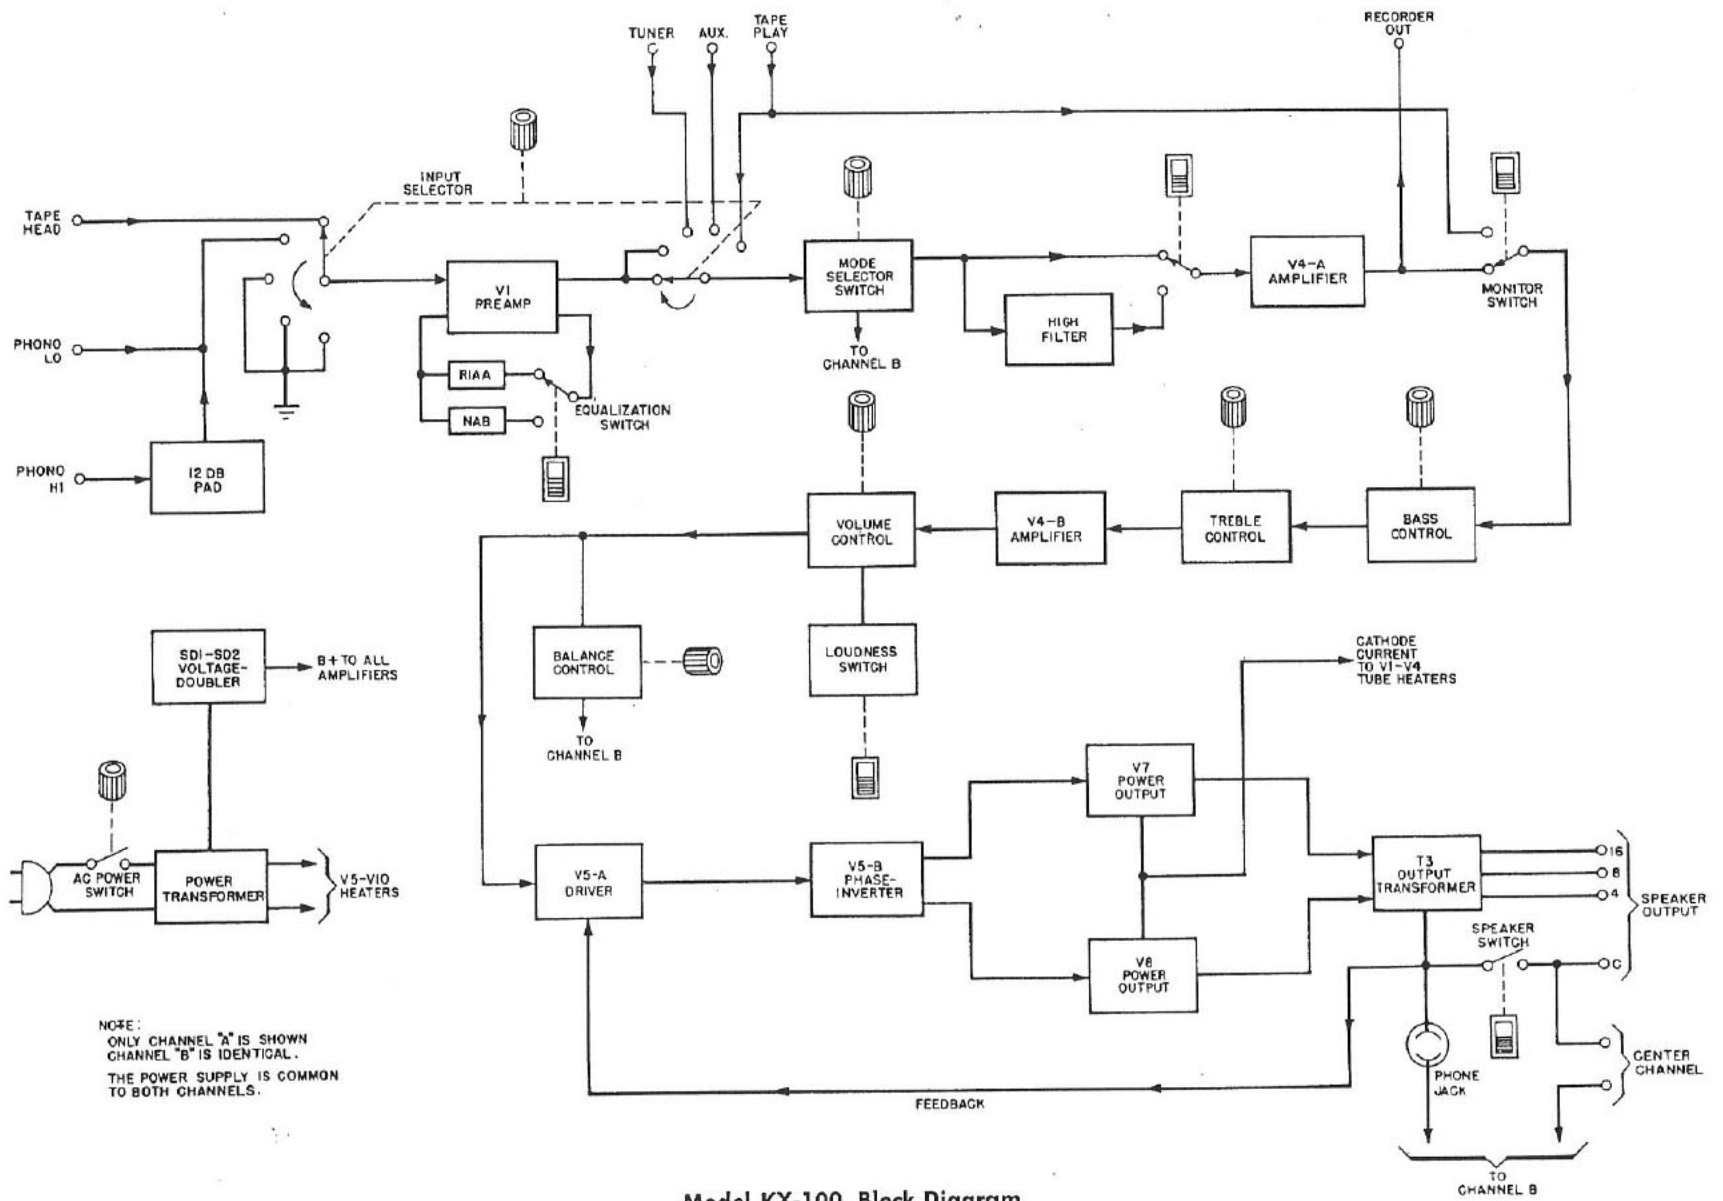 TUNER
AUX.
TAPE
PLAY
RECORDER
OUT
INPUT
SELECTOR
TAPE
HEAD
V1
PREAMP
MODE
SELECTOR
SWITCH
V4-A
AMPLIFIER
MONITOR
SWITCH
HIGH
FILTER
TO
CHANNEL B
PHONO
LO
RIAA
NAB
EQUALIZATION
SWITCH
PHONO
HI
12 DB
PAD
VOLUME
CONTROL
V4-B
AMPLIFIER
TREBLE
CONTROL
BASS
CONTROL
SD1-SD2
VOLTAGE-
DOUBLER
B+ TO ALL
AMPLIFIERS
BALANCE
CONTROL
LOUDNESS
SWITCH
CATHODE
CURRENT
TO V1-V4
TUBE HEATERS
TO
CHANNEL B
V7
POWER
OUTPUT
AC POWER
SWITCH
POWER
TRANSFORMER
V5-V10
HEATERS
V5-A
DRIVER
V5-B
PHASE-
INVERTER
T3
OUTPUT
TRANSFORMER
16
8
4
SPEAKER
OUTPUT
SPEAKER
SWITCH
C
V8
POWER
OUTPUT
NOTE:
ONLY CHANNEL "A" IS SHOWN
CHANNEL "B" IS IDENTICAL.
THE POWER SUPPLY IS COMMON
TO BOTH CHANNELS.
PHONE
JACK
CENTER
CHANNEL
FEEDBACK
TO
CHANNEL B
Model KX-100 Block Diagram